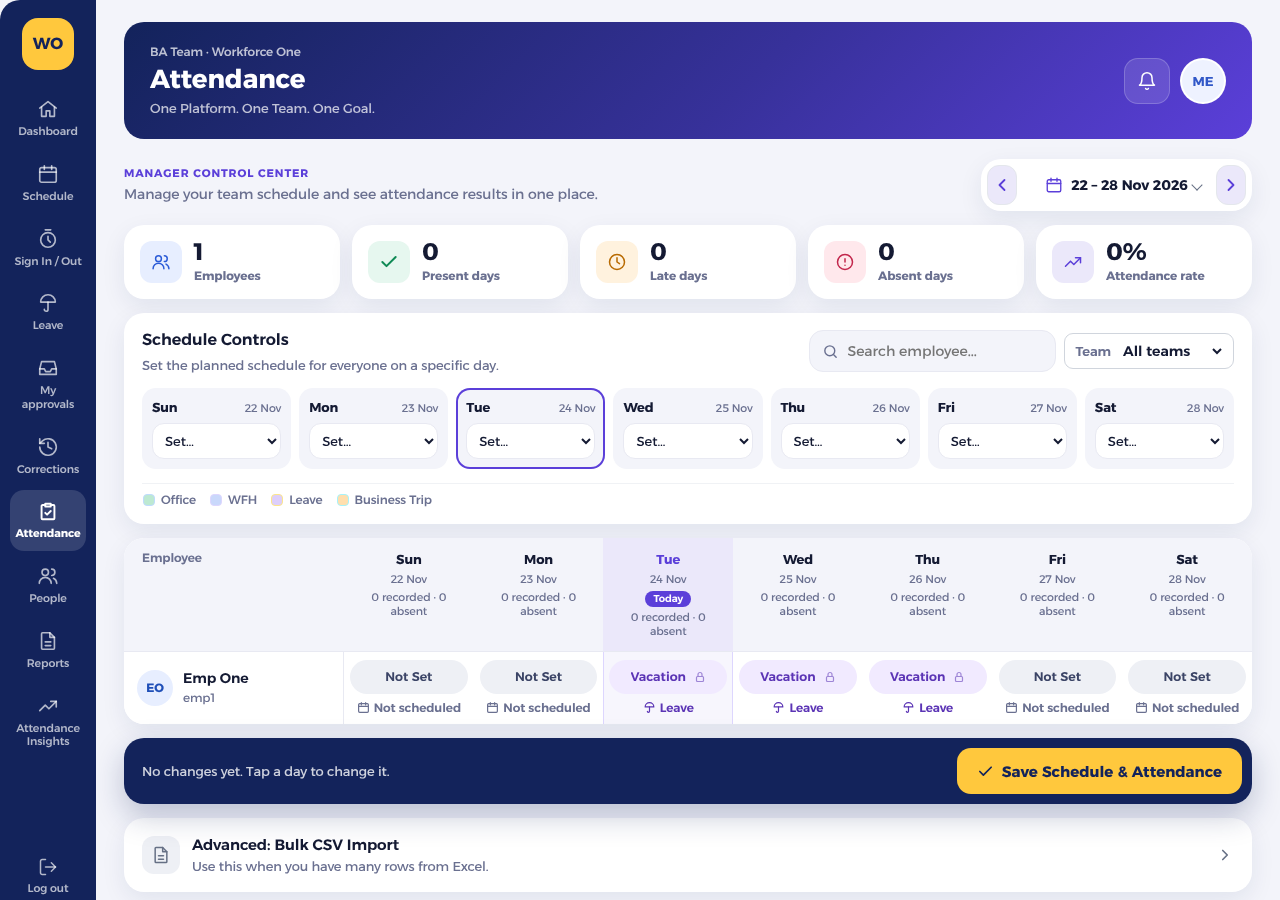 WO
Dashboard
Schedule
Sign In / Out
Leave
My
approvals
Corrections
Attendance
People
Reports
Attendance
Insights
Log out
BA Team · Workforce One
Attendance
One Platform. One Team. One Goal.
ME
MANAGER CONTROL CENTER
Manage your team schedule and see attendance results in one place.
22 – 28 Nov 2026
1
Employees
0
Present days
0
Late days
0
Absent days
0%
Attendance rate
Schedule Controls
Set the planned schedule for everyone on a specific day.
Search employee...
Team All teams
Sun 22 Nov
Set...
Mon 23 Nov
Set...
Tue 24 Nov
Set...
Wed 25 Nov
Set...
Thu 26 Nov
Set...
Fri 27 Nov
Set...
Sat 28 Nov
Set...
Office WFH Leave Business Trip
Employee
Sun
22 Nov
0 recorded · 0
absent
Mon
23 Nov
0 recorded · 0
absent
Tue
24 Nov
Today
0 recorded · 0
absent
Wed
25 Nov
0 recorded · 0
absent
Thu
26 Nov
0 recorded · 0
absent
Fri
27 Nov
0 recorded · 0
absent
Sat
28 Nov
0 recorded · 0
absent
EO
Emp One
emp1
Not Set
Not scheduled
Not Set
Not scheduled
Vacation
Leave
Vacation
Leave
Vacation
Leave
Not Set
Not scheduled
Not Set
Not scheduled
No changes yet. Tap a day to change it.
Save Schedule & Attendance
Advanced: Bulk CSV Import
Use this when you have many rows from Excel.